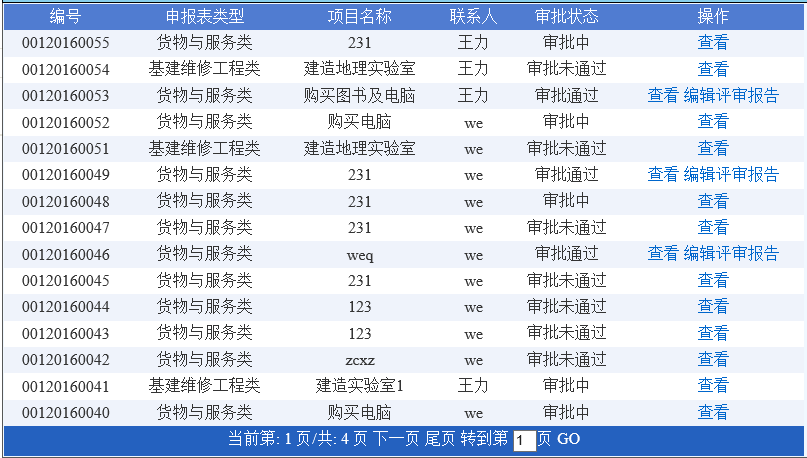 编号 申报表类型 项目名称 联系人 审批状态 操作
00120160055 货物与服务类 231 王力 审批中 查看
00120160054 基建维修工程类 建造地理实验室 王力 审批未通过 查看
00120160053 货物与服务类 购买图书及电脑 王力 审批通过 查看 编辑评审报告
00120160052 货物与服务类 购买电脑 we 审批中 查看
00120160051 基建维修工程类 建造地理实验室 we 审批未通过 查看
00120160049 货物与服务类 231 we 审批通过 查看 编辑评审报告
00120160048 货物与服务类 231 we 审批中 查看
00120160047 货物与服务类 231 we 审批未通过 查看
00120160046 货物与服务类 weq we 审批通过 查看 编辑评审报告
00120160045 货物与服务类 231 we 审批未通过 查看
00120160044 货物与服务类 123 we 审批未通过 查看
00120160043 货物与服务类 123 we 审批未通过 查看
00120160042 货物与服务类 zcxz we 审批未通过 查看
00120160041 基建维修工程类 建造实验室1 王力 审批中 查看
00120160040 货物与服务类 购买电脑 we 审批中 查看
当前第: 1 页/共: 4 页 下一页 尾页 转到第 1 页 GO